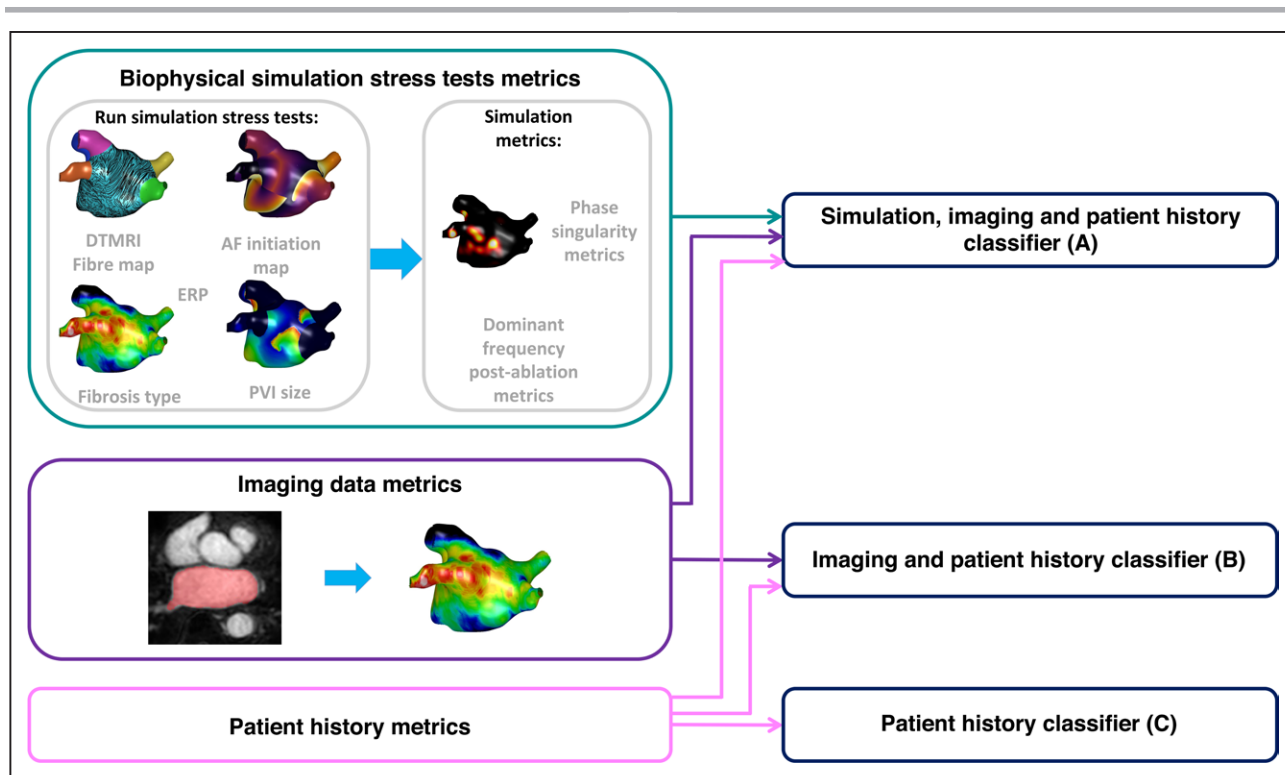 Biophysical simulation stress tests metrics
Run simulation stress tests:
DTMRI
Fibre map
AF initiation
map
ERP
Fibrosis type
PVI size
Simulation
metrics:
Phase
singularity
metrics
Dominant
frequency
post-ablation
metrics
Simulation, imaging and patient history
classifier (A)
Imaging data metrics
Imaging and patient history classifier (B)
Patient history metrics
Patient history classifier (C)